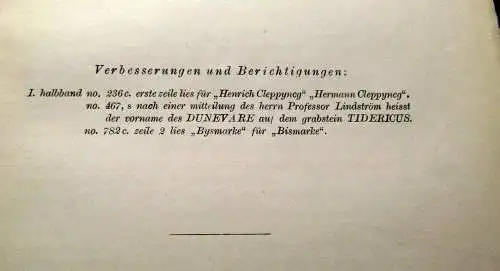 Verbesserungen und Berichtigungen:
I. halbband no. 236c. erste zeile lies für „Henrich Cleppyncg" „Hermann Cleppyncg".
no. 467, s nach einer mitteilung des herrn Professor Lindström heisst
der vorname des DUNEVARE auf dem grabstein TIDERICUS.
no. 782c. zeile 2 lies „Bysmarke" für „Bismarke".